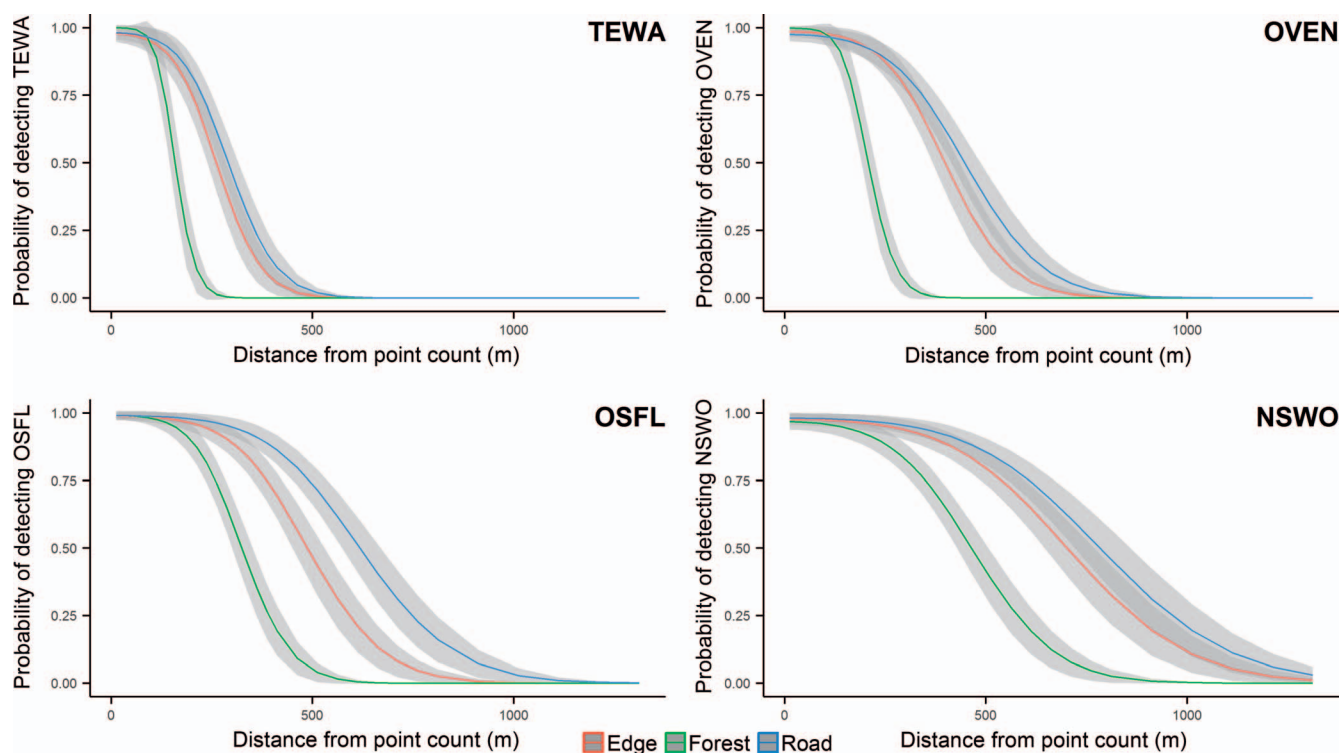 Probability of detecting TEWA
1.00
0.75
0.50
0.25
0.00
TEWA
0
500
1000
Distance from point count (m)
Probability of detecting OVEN
1.00
0.75
0.50
0.25
0.00
OVEN
0
500
1000
Distance from point count (m)
Probability of detecting OSFL
1.00
0.75
0.50
0.25
0.00
OSFL
0
500
1000
Distance from point count (m)
Probability of detecting NSWO
1.00
0.75
0.50
0.25
0.00
NSWO
0
500
1000
Distance from point count (m)
Edge Forest Road